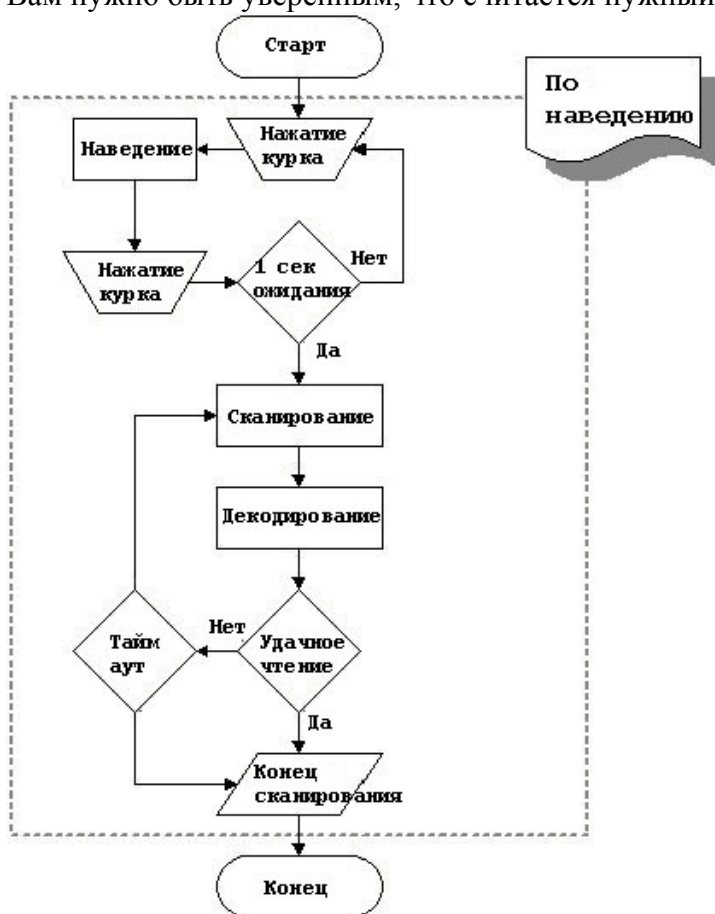 Вам нужно быть уверенным, что считается нужный
Старт
По
наведению
Нажатие
курка
Наведение
Нажатие
курка
1 сек
ожидания
Нет
Да
Сканирование
Декодирование
Нет
Тайм
аут
Удачное
чтение
Да
Конец
сканирования
Конец